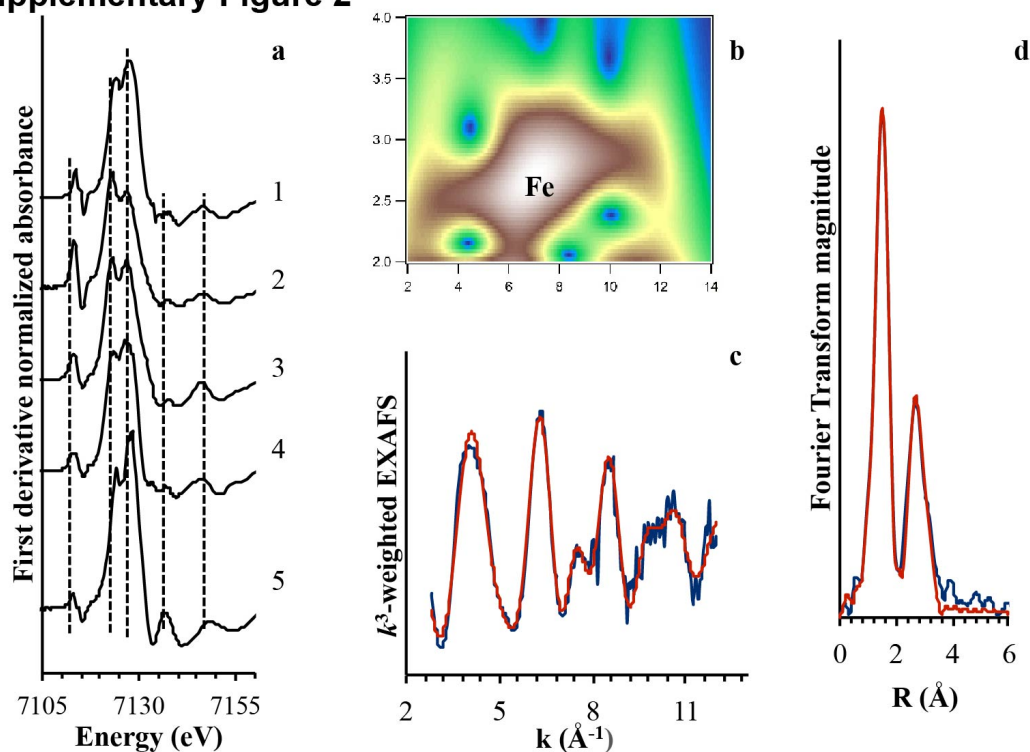 upplementary Figure 2
a
First derivative normalized absorbance
1
2
3
4
5
7105 7130 7155
Energy (eV)
b
4.0
3.5
3.0
2.5
2.0
Fe
2 4 6 8 10 12 14
c
k³-weighted EXAFS
2 5 8 11
k (Å⁻¹)
d
Fourier Transform magnitude
0 2 4 6
R (Å)